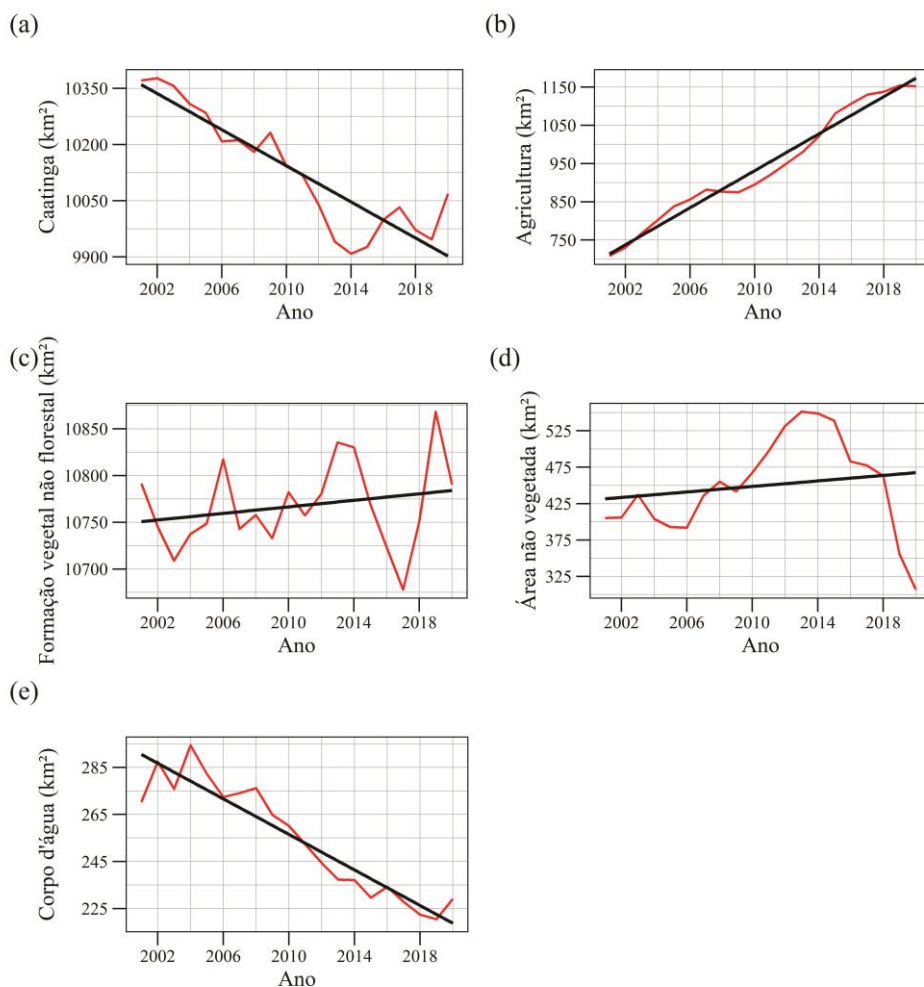 (a)
Caatinga (km²)
10350
10200
10050
9900
2002 2006 2010 2014 2018
Ano
(b)
Agricultura (km²)
1150
1050
950
850
750
2002 2006 2010 2014 2018
Ano
(c)
Formação vegetal não florestal (km²)
10850
10800
10750
10700
2002 2006 2010 2014 2018
Ano
(d)
Área não vegetada (km²)
525
475
425
375
325
2002 2006 2010 2014 2018
Ano
(e)
Corpo d'água (km²)
285
265
245
225
2002 2006 2010 2014 2018
Ano